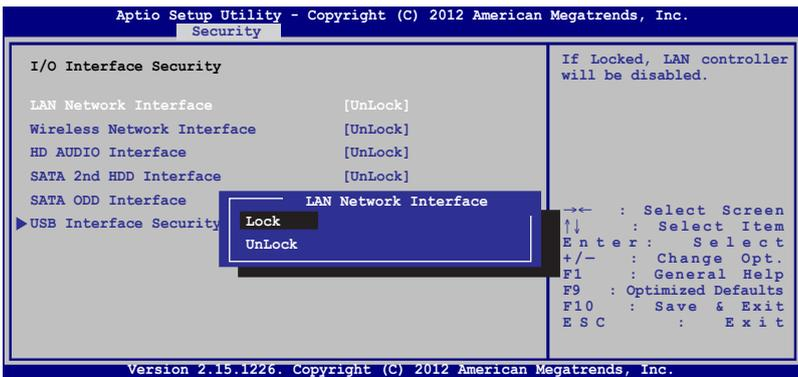 Aptio Setup Utility - Copyright (C) 2012 American Megatrends, Inc.
Security
I/O Interface Security
LAN Network Interface [UnLock]
Wireless Network Interface [UnLock]
HD AUDIO Interface [UnLock]
SATA 2nd HDD Interface [UnLock]
SATA ODD Interface
USB Interface Security
LAN Network Interface
Lock
UnLock
If Locked, LAN controller
will be disabled.
→← : Select Screen
↑↓ : Select Item
Enter: Select
+/— : Change Opt.
F1 : General Help
F9 : Optimized Defaults
F10 : Save & Exit
ESC : Exit
Version 2.15.1226. Copyright (C) 2012 American Megatrends, Inc.